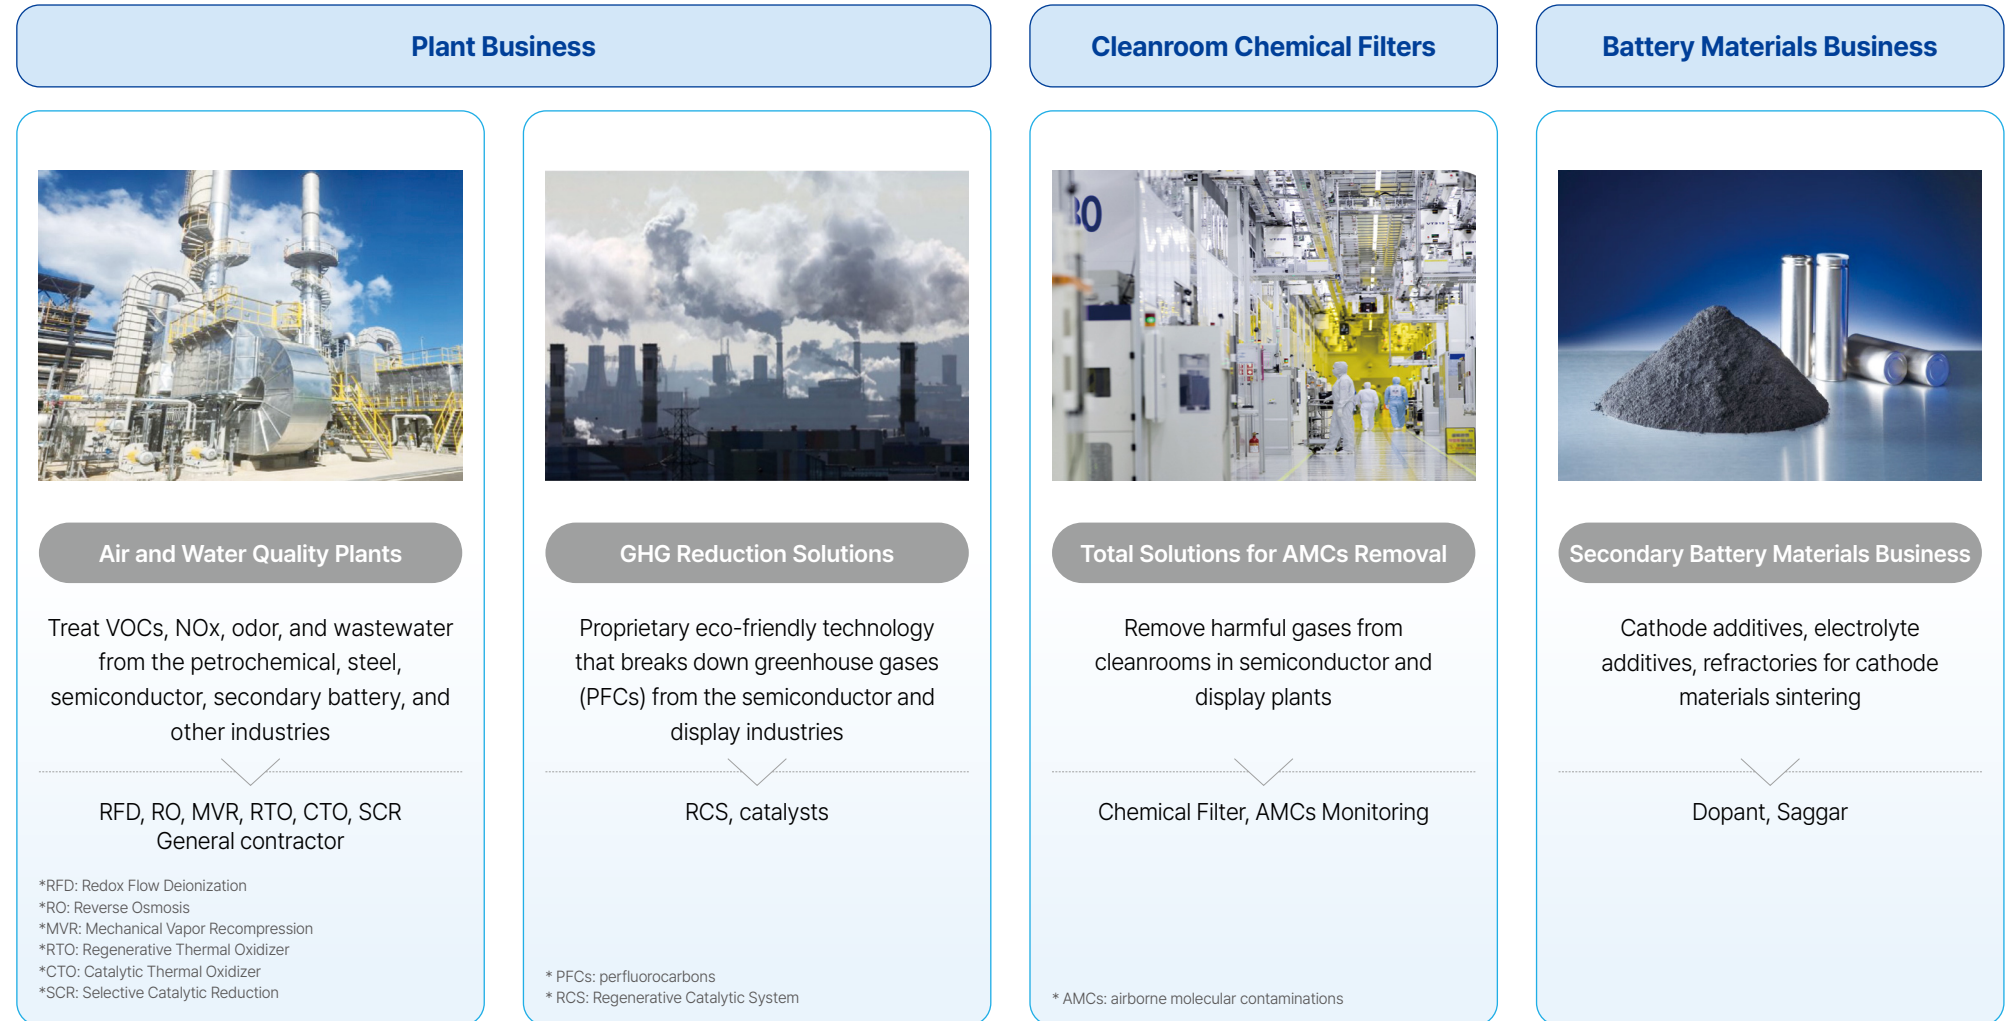 Plant Business
Cleanroom Chemical Filters
Battery Materials Business
Air and Water Quality Plants
Treat VOCs, NOx, odor, and wastewater
from the petrochemical, steel,
semiconductor, secondary battery, and
other industries
RFD, RO, MVR, RTO, CTO, SCR
General contractor
*RFD: Redox Flow Deionization
*RO: Reverse Osmosis
*MVR: Mechanical Vapor Recompression
*RTO: Regenerative Thermal Oxidizer
*CTO: Catalytic Thermal Oxidizer
*SCR: Selective Catalytic Reduction
GHG Reduction Solutions
Proprietary eco-friendly technology
that breaks down greenhouse gases
(PFCs) from the semiconductor and
display industries
RCS, catalysts
* PFCs: perfluorocarbons
* RCS: Regenerative Catalytic System
Total Solutions for AMCs Removal
Remove harmful gases from
cleanrooms in semiconductor and
display plants
Chemical Filter, AMCs Monitoring
* AMCs: airborne molecular contaminations
Secondary Battery Materials Business
Cathode additives, electrolyte
additives, refractories for cathode
materials sintering
Dopant, Saggar